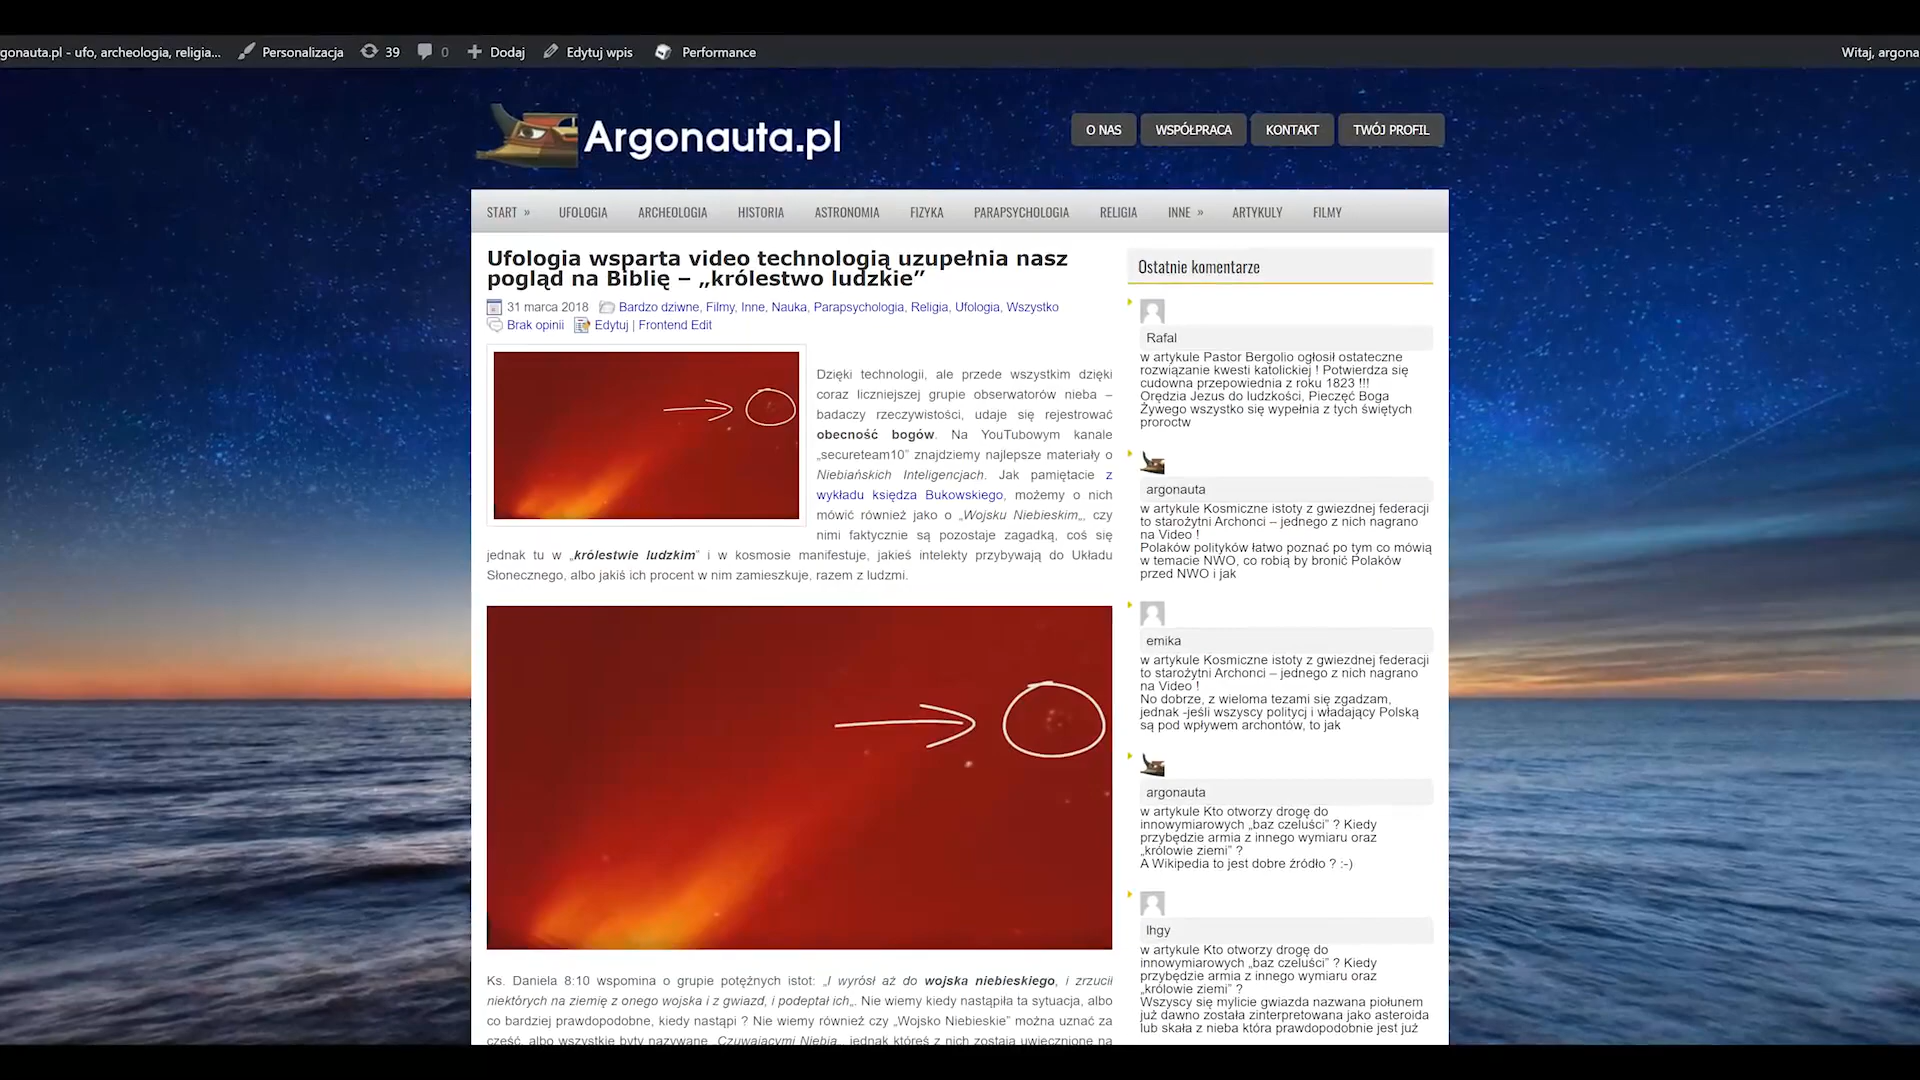 gonauta.pl - ufo, archeologia, religia... Personalizacja 39 0 Dodaj Edytuj wpis Performance Witaj, argona
Argonauta.pl
O NAS WSPÓŁPRACA KONTAKT TWÓJ PROFIL
START » UFOLOGIA ARCHEOLOGIA HISTORIA ASTRONOMIA FIZYKA PARAPSYCHOLOGIA RELIGIA INNE » ARTYKUŁY FILMY
Ufologia wsparta video technologią uzupełnia nasz
pogląd na Biblię – „królestwo ludzkie”
31 marca 2018 Bardzo dziwne, Filmy, Inne, Nauka, Parapsychologia, Religia, Ufologia, Wszystko
Brak opinii Edytuj | Frontend Edit
Dzięki technologii, ale przede wszystkim dzięki
coraz liczniejszej grupie obserwatorów nieba –
badaczy rzeczywistości, udaje się rejestrować
obecność bogów. Na YouTubowym kanale
„secureteam10” znajdziemy najlepsze materiały o
Niebiańskich Inteligencjach. Jak pamiętacie z
wykładu księdza Bukowskiego, możemy o nich
mówić również jako o „Wojsku Niebieskim„, czy
nimi faktycznie są pozostaje zagadką, coś się
jednak tu w „królestwie ludzkim” i w kosmosie manifestuje, jakieś intelekty przybywają do Układu
Słonecznego, albo jakiś ich procent w nim zamieszkuje, razem z ludzmi.
Ks. Daniela 8:10 wspomina o grupie potężnych istot: „I wyrósł aż do wojska niebieskiego, i zrzucił
niektórych na ziemię z onego wojska i z gwiazd, i podeptał ich„. Nie wiemy kiedy nastąpiła ta sytuacja, albo
co bardziej prawdopodobne, kiedy nastąpi ? Nie wiemy również czy „Wojsko Niebieskie” można uznać za
cześć, albo wszystkie byty nazywane „Czuwającymi Nieba„, jednak któreś z nich zostają uwiecznione na
Ostatnie komentarze
Rafal
w artykule Pastor Bergolio ogłosił ostateczne
rozwiązanie kwesti katolickiej ! Potwierdza się
cudowna przepowiednia z roku 1823 !!!
Orędzia Jezus do ludzkości, Pieczęć Boga
Żywego wszystko się wypełnia z tych świętych
proroctw
argonauta
w artykule Kosmiczne istoty z gwiezdnej federacji
to starożytni Archonci – jednego z nich nagrano
na Video !
Polaków polityków łatwo poznać po tym co mówią
w temacie NWO, co robią by bronić Polaków
przed NWO i jak
emika
w artykule Kosmiczne istoty z gwiezdnej federacji
to starożytni Archonci – jednego z nich nagrano
na Video !
No dobrze, z wieloma tezami się zgadzam,
jednak -jeśli wszyscy politycj i władający Polską
są pod wpływem archontów, to jak
argonauta
w artykule Kto otworzy drogę do
innowymiarowych „baz czeluści” ? Kiedy
przybędzie armia z innego wymiaru oraz
„królowie ziemi” ?
A Wikipedia to jest dobre źródło ? :-)
lhgy
w artykule Kto otworzy drogę do
innowymiarowych „baz czeluści” ? Kiedy
przybędzie armia z innego wymiaru oraz
„królowie ziemi” ?
Wszyscy się mylicie gwiazda nazwana piołunem
już dawno została zinterpretowana jako asteroida
lub skała z nieba która prawdopodobnie jest już